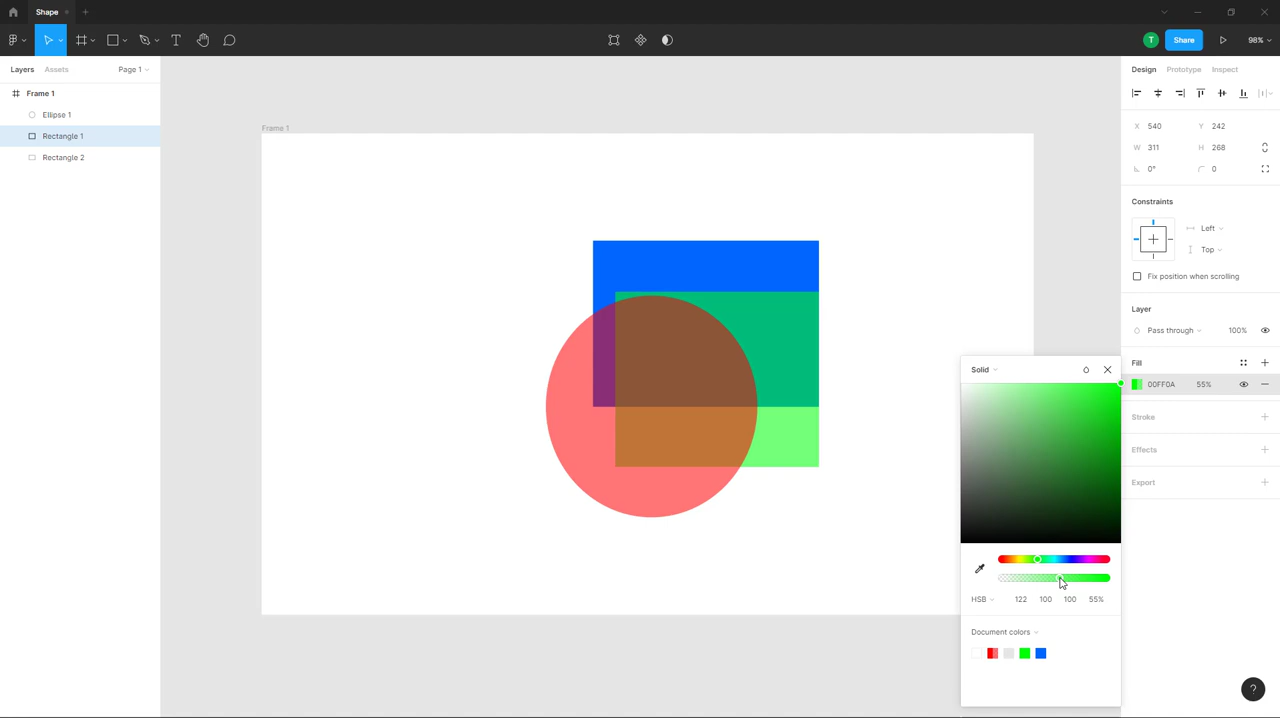 Shape
Share
98%
Layers
Assets
Page 1
Design
Prototype
Inspect
Frame 1
Ellipse 1
Rectangle 1
Rectangle 2
Frame 1
X 540
Y 242
W 311
H 268
0°
0
Constraints
Left
Top
Fix position when scrolling
Layer
Pass through
100%
Fill
00FF0A
55%
Stroke
Effects
Export
Solid
HSB
122
100
100
55%
Document colors
T
?